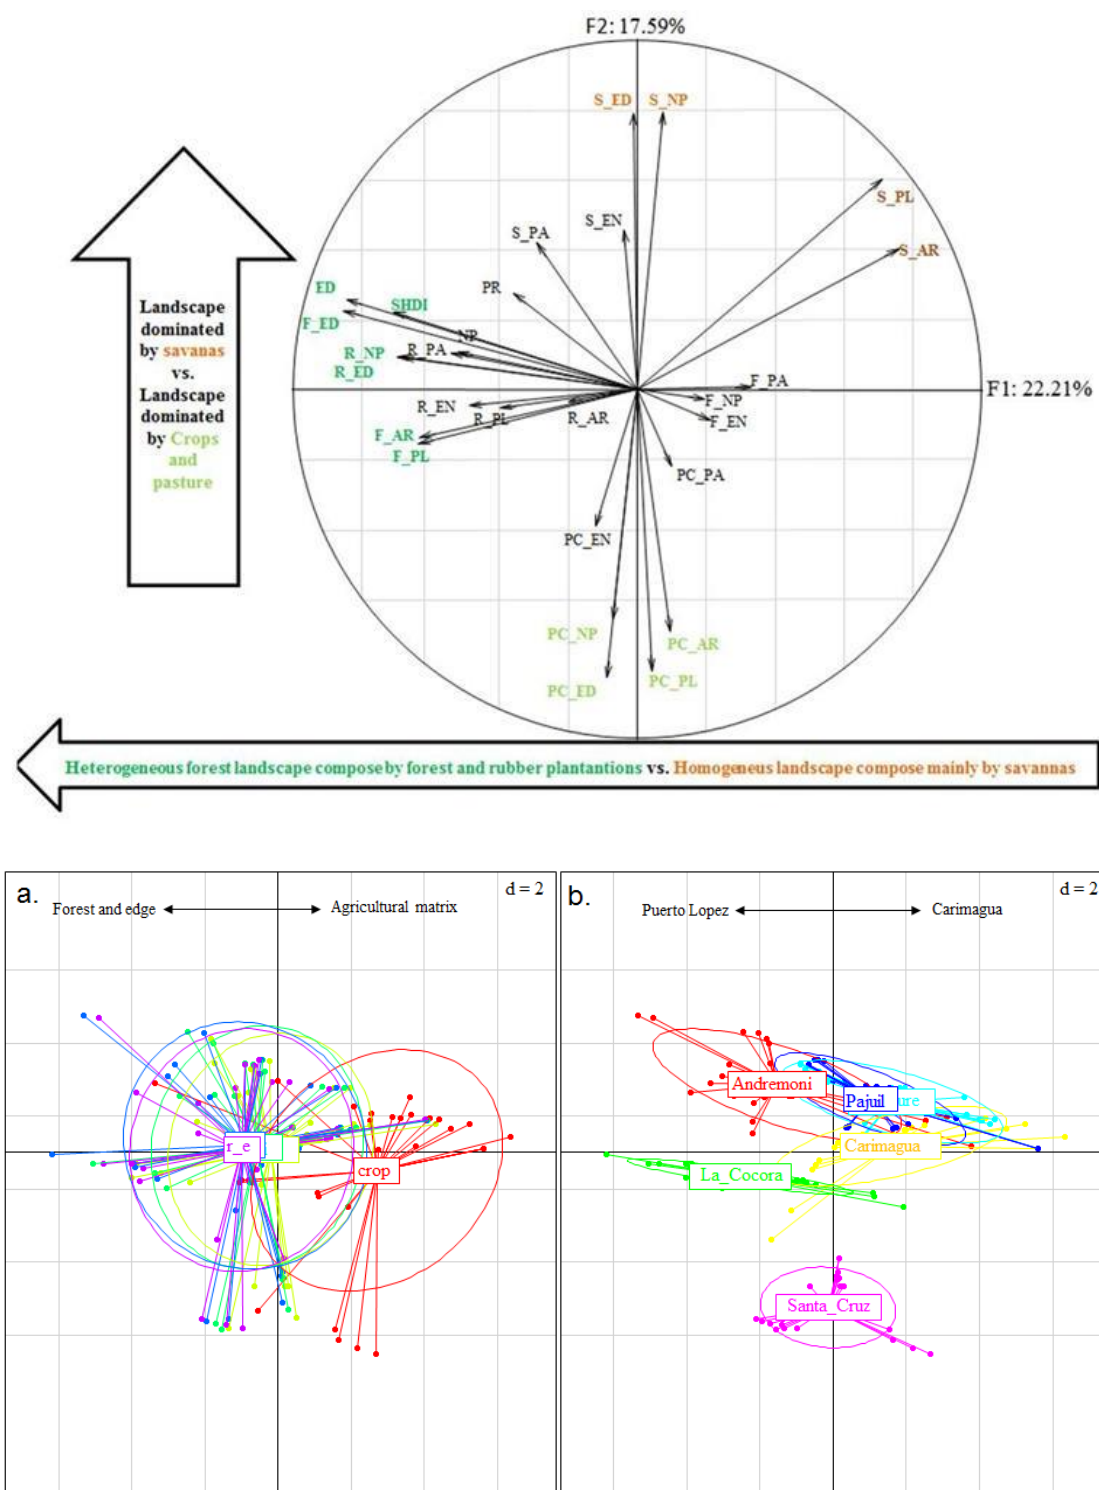 F2: 17.59%
S_ED S_NP
S_PL
S_EN
S_PA
S_AR
PR
ED
SHDI
F_ED
NP
R_NP R_PA
R_ED
F_PA
F1: 22.21%
F_NP
R_EN
R_PL
R_AR
F_EN
F_AR
F_PL
PC_PA
PC_EN
PC_NP
PC_AR
PC_ED
PC_PL
Landscape
dominated
by savanas
vs.
Landscape
dominated
by Crops
and
pasture
Heterogeneous forest landscape compose by forest and rubber plantantions vs. Homogeneus landscape compose mainly by savannas
a.
d = 2
Forest and edge
Agricultural matrix
r_e
crop
b.
d = 2
Puerto Lopez
Carimagua
Andremoni
Pajuil
ure
Carimagua
La_Cocora
Santa_Cruz